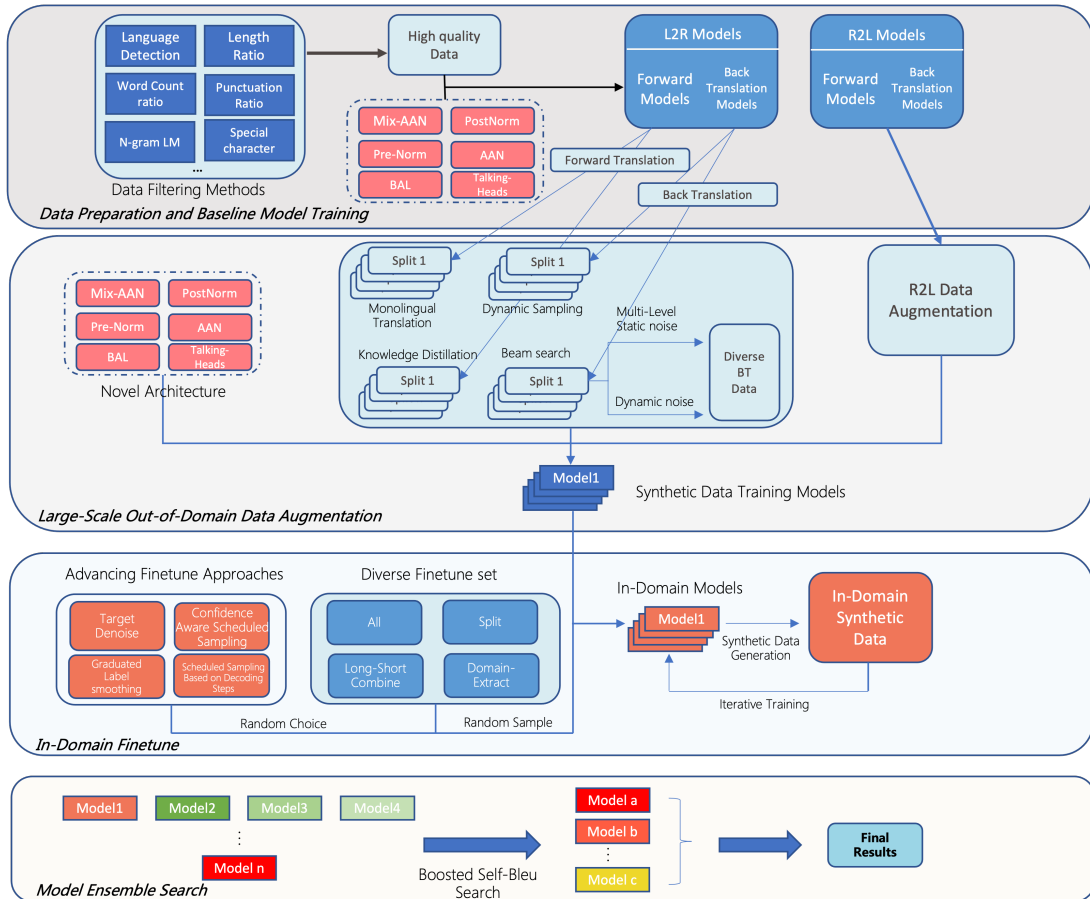 Language
Detection
Length
Ratio
Word Count
ratio
Punctuation
Ratio
N-gram LM
Special
character
...
Data Filtering Methods
High quality
Data
Mix-AAN
PostNorm
Pre-Norm
AAN
BAL
Talking-
Heads
L2R Models
Forward
Models
Back
Translation
Models
R2L Models
Forward
Models
Back
Translation
Models
Forward Translation
Back Translation
Data Preparation and Baseline Model Training
Mix-AAN
PostNorm
Pre-Norm
AAN
BAL
Talking-
Heads
Novel Architecture
Split 1
Monolingual
Translation
Split 1
Dynamic Sampling
Knowledge Distillation
Split 1
Beam search
Split 1
Multi-Level
Static noise
Dynamic noise
Diverse
BT
Data
R2L Data
Augmentation
Model1
Synthetic Data Training Models
Large-Scale Out-of-Domain Data Augmentation
Advancing Finetune Approaches
Target
Denoise
Confidence
Aware Scheduled
Sampling
Graduated
Label
smoothing
Scheduled Sampling
Based on Decoding
Steps
Diverse Finetune set
All
Split
Long-Short
Combine
Domain-
Extract
Random Choice
Random Sample
In-Domain Models
Model1
Synthetic Data
Generation
In-Domain
Synthetic
Data
Iterative Training
In-Domain Finetune
Model1
Model2
Model3
Model4
⋮
Model n
Boosted Self-Bleu
Search
Model a
Model b
⋮
Model c
Final
Results
Model Ensemble Search